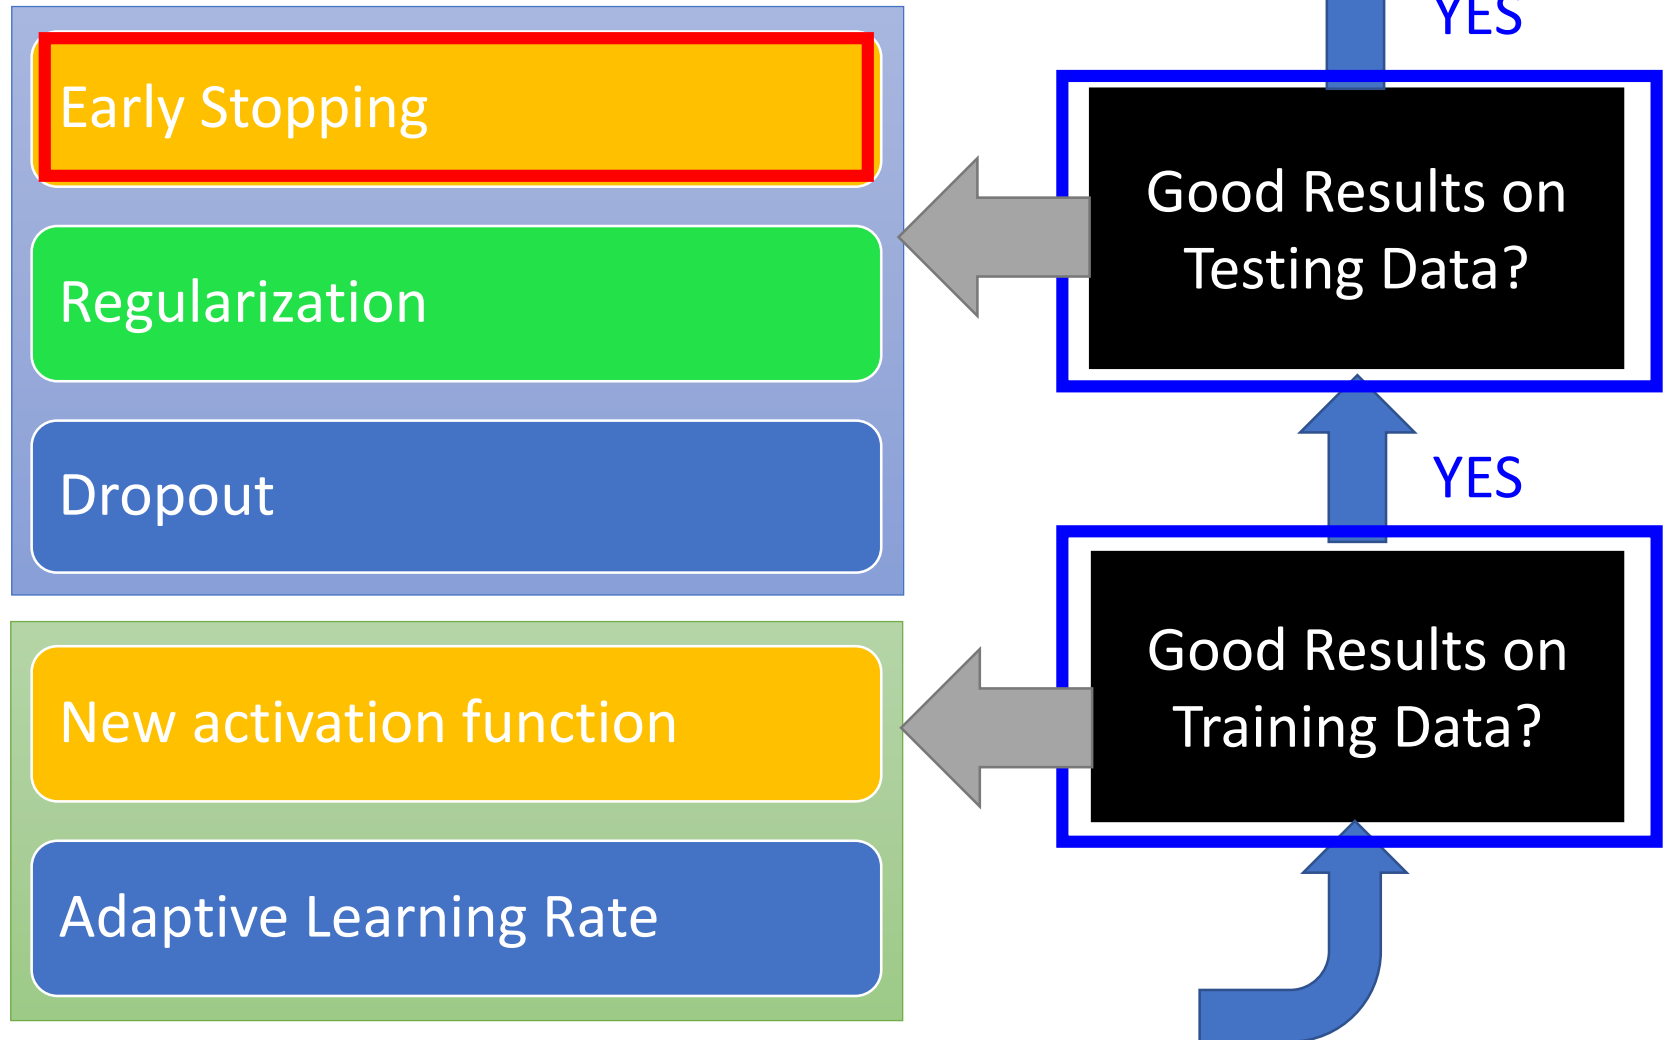 YES
Early Stopping
Good Results on
Testing Data?
Regularization
Dropout
YES
Good Results on
Training Data?
New activation function
Adaptive Learning Rate